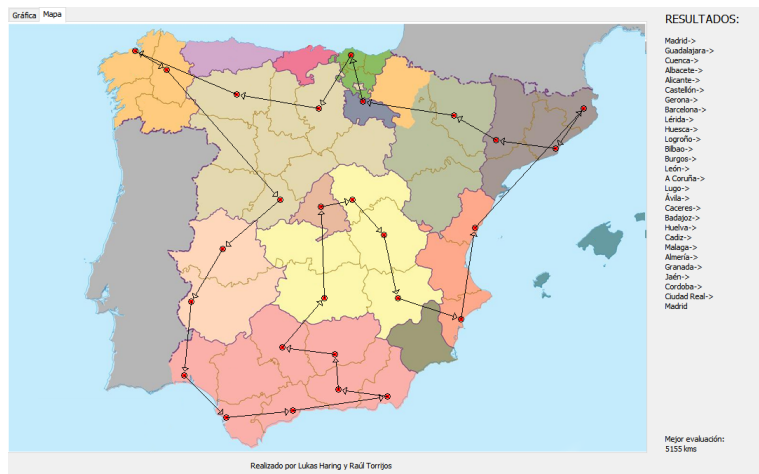 Gráfica Mapa
RESULTADOS:
Madrid->
Guadalajara->
Cuenca->
Albacete->
Alicante->
Castellón->
Gerona->
Barcelona->
Lérida->
Huesca->
Logroño->
Bilbao->
Burgos->
León->
A Coruña->
Lugo->
Ávila->
Caceres->
Badajoz->
Huelva->
Cadiz->
Malaga->
Almería->
Granada->
Jaén->
Cordoba->
Ciudad Real->
Madrid
Mejor evaluación:
5155 kms
Realizado por Lukas Haring y Raúl Torrijos